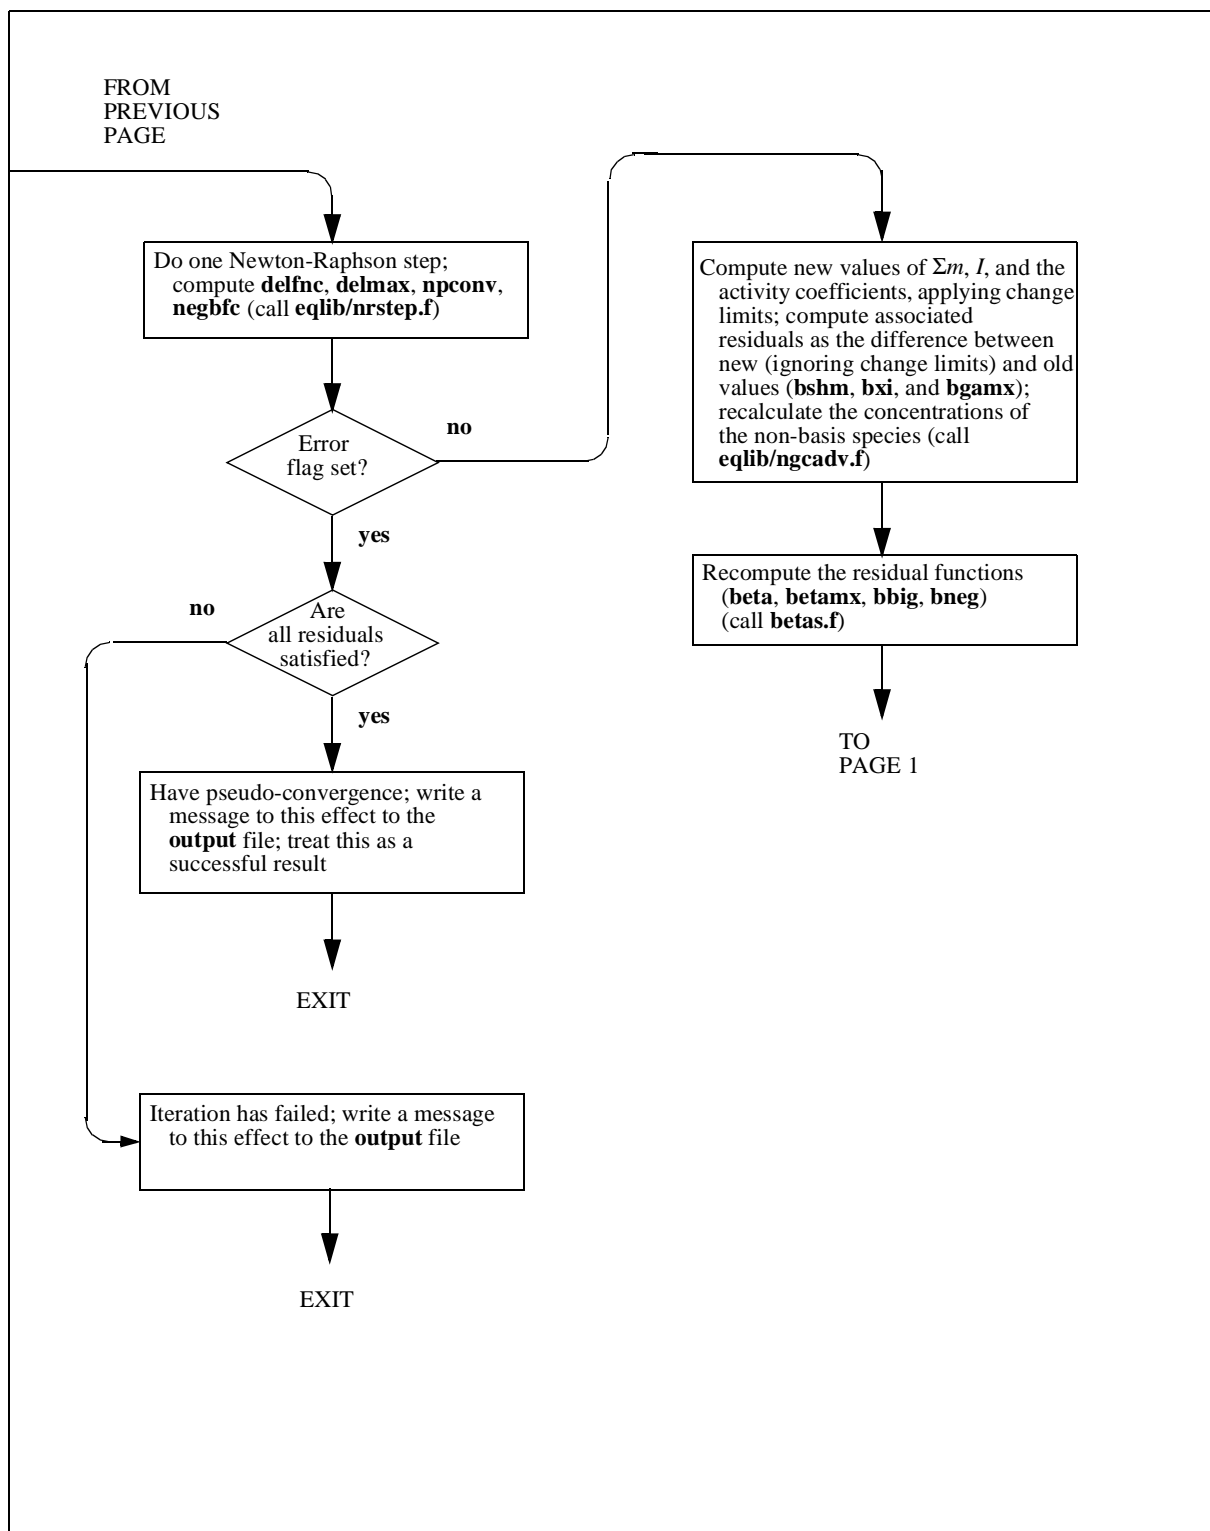 FROM
PREVIOUS
PAGE
Do one Newton-Raphson step;
compute delfnc, delmax, npconv,
negbfc (call eqlib/nrstep.f)
Error
flag set?
no
yes
no
Are
all residuals
satisfied?
yes
Have pseudo-convergence; write a
message to this effect to the
output file; treat this as a
successful result
EXIT
Iteration has failed; write a message
to this effect to the output file
EXIT
Compute new values of Σm, I, and the
activity coefficients, applying change
limits; compute associated
residuals as the difference between
new (ignoring change limits) and old
values (bshm, bxi, and bgamx);
recalculate the concentrations of
the non-basis species (call
eqlib/ngcadv.f)
Recompute the residual functions
(beta, betamx, bbig, bneg)
(call betas.f)
TO
PAGE 1